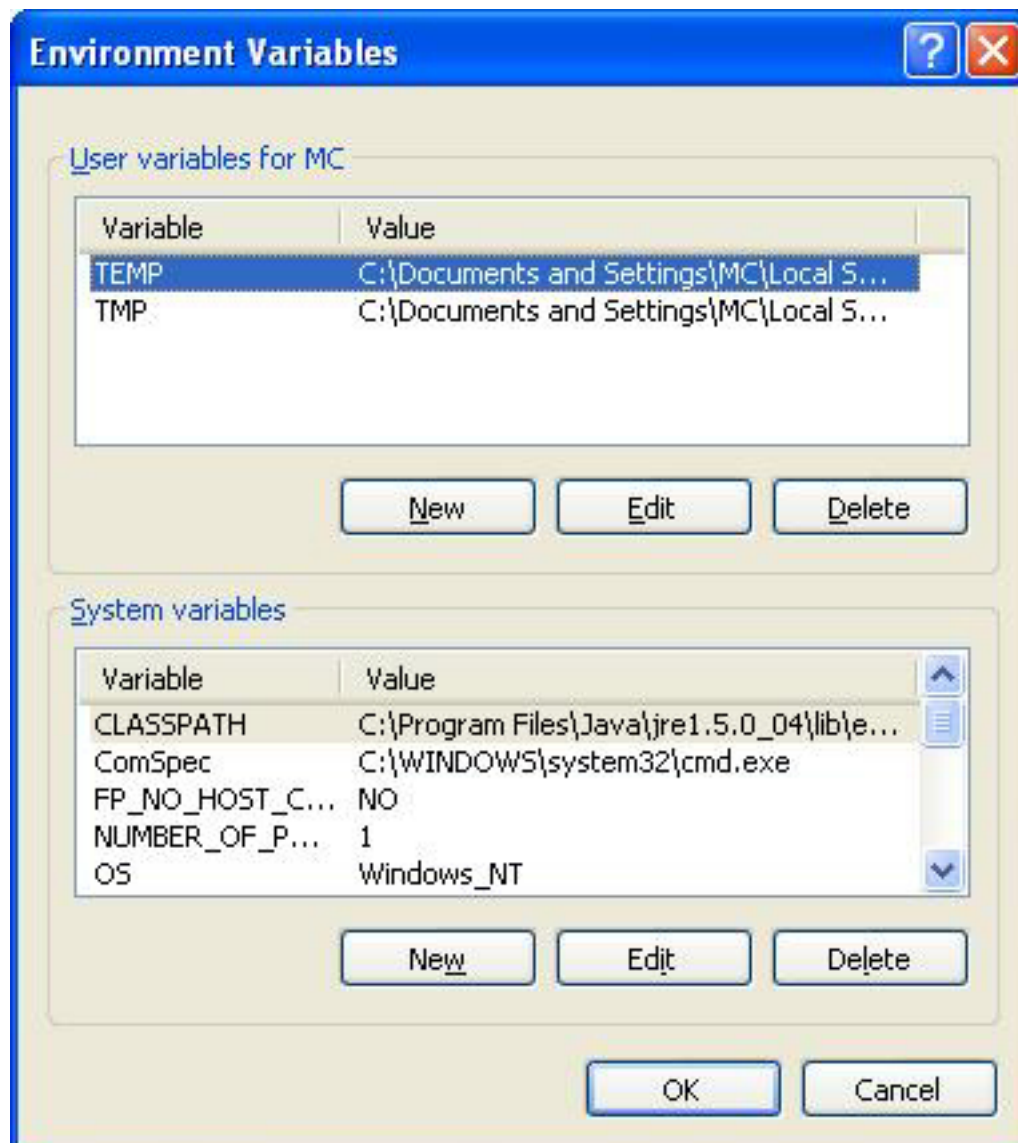 Environment Variables
User variables for MC
Variable Value
TEMP C:\Documents and Settings\MC\Local S...
TMP C:\Documents and Settings\MC\Local S...
New Edit Delete
System variables
Variable Value
CLASSPATH C:\Program Files\Java\jre1.5.0_04\lib\e...
ComSpec C:\WINDOWS\system32\cmd.exe
FP_NO_HOST_C... NO
NUMBER_OF_P... 1
OS Windows_NT
New Edit Delete
OK Cancel